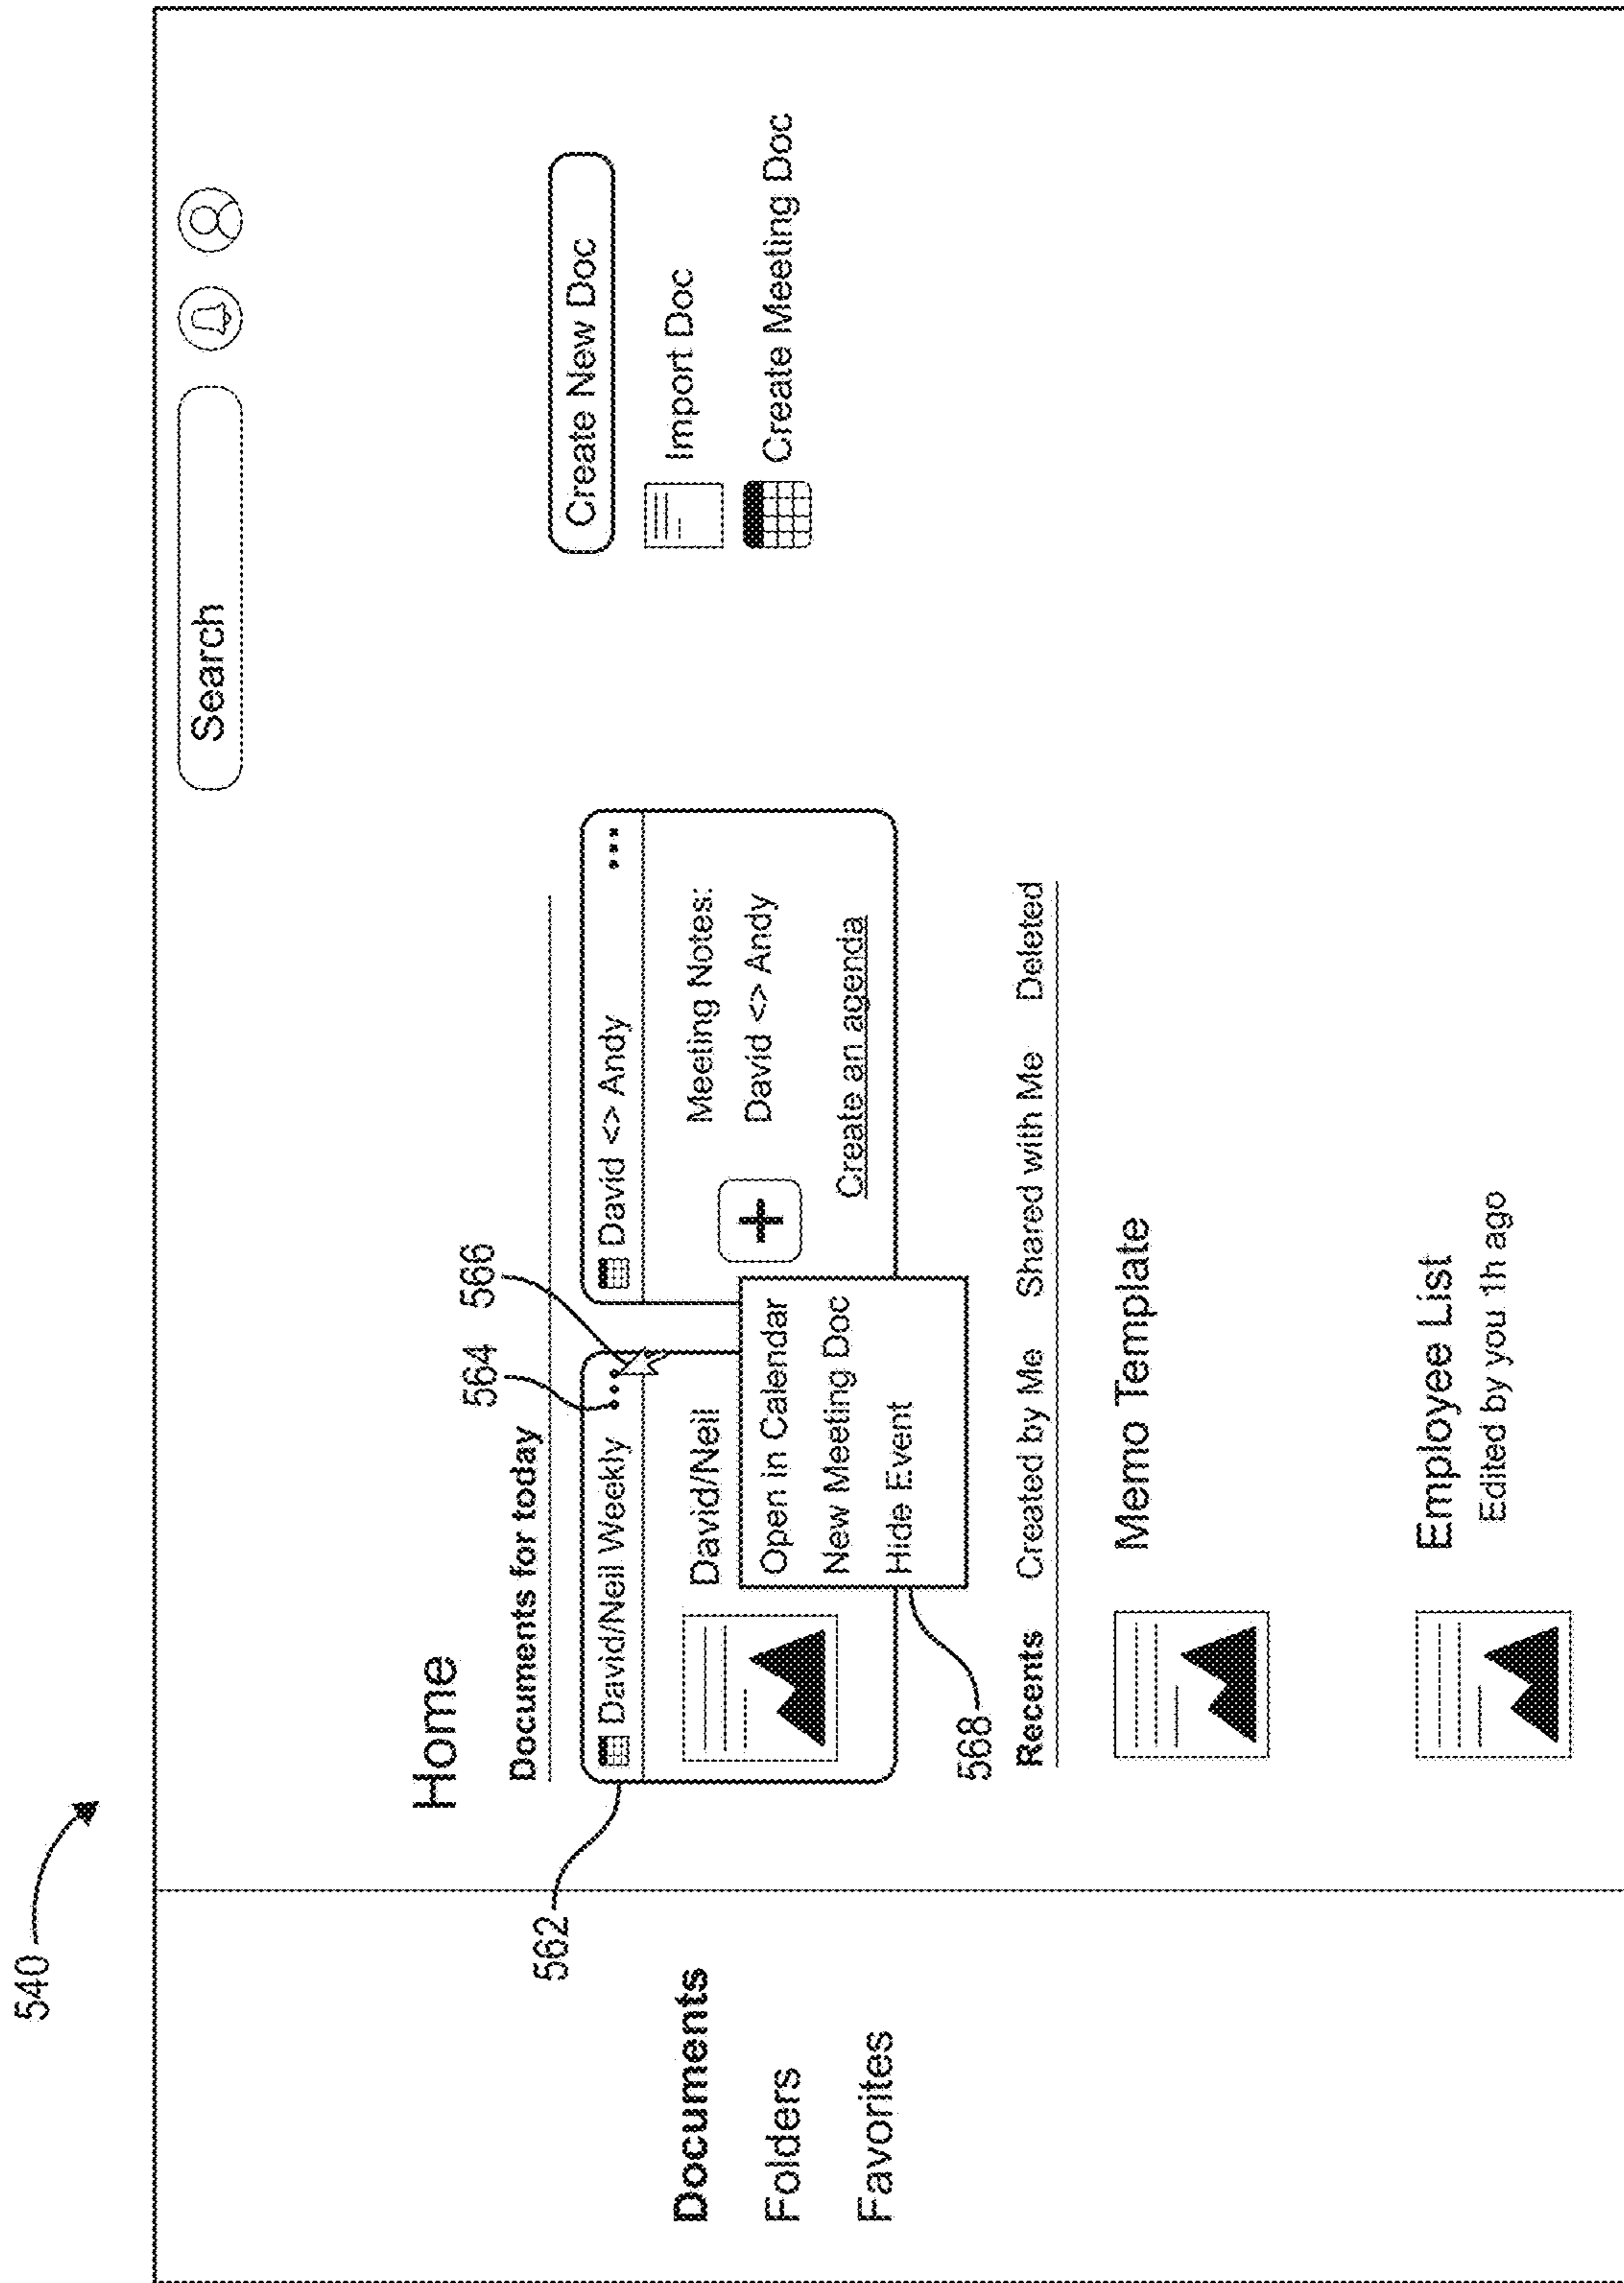 540
Search
Home
Documents for today
Create New Doc
Import Doc
Create Meeting Doc
562
564
566
David/Neil Weekly
•••
David/Neil
David <> Andy
•••
Meeting Notes:
David <> Andy
Create an agenda
Open in Calendar
New Meeting Doc
Hide Event
568
Documents
Folders
Favorites
Recents Created by Me Shared with Me Deleted
Memo Template
Employee List
Edited by you 1h ago